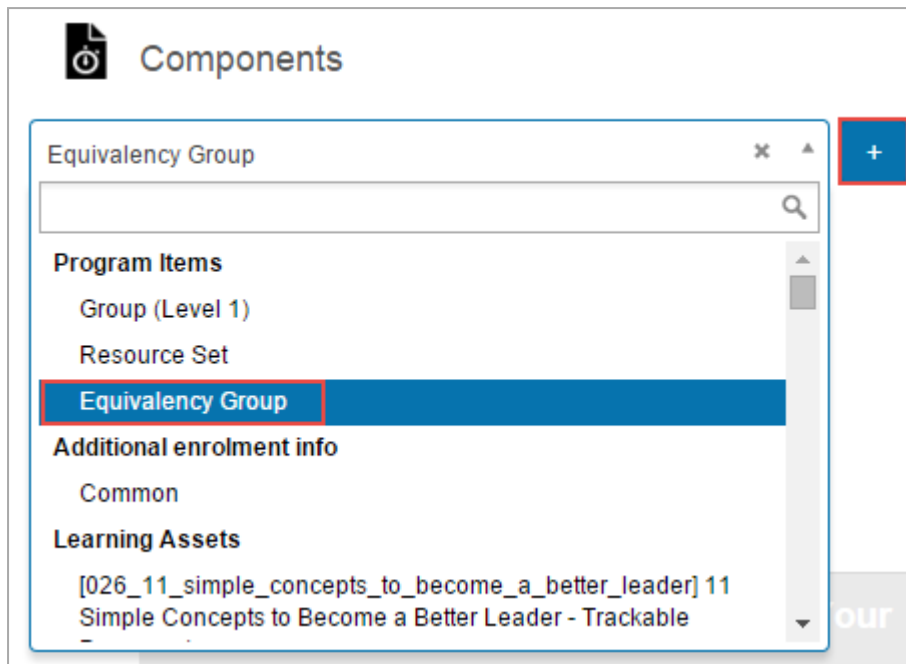 Components
Equivalency Group
+
Program Items
Group (Level 1)
Resource Set
Equivalency Group
Additional enrolment info
Common
Learning Assets
[026_11_simple_concepts_to_become_a_better_leader] 11
Simple Concepts to Become a Better Leader - Trackable
Your